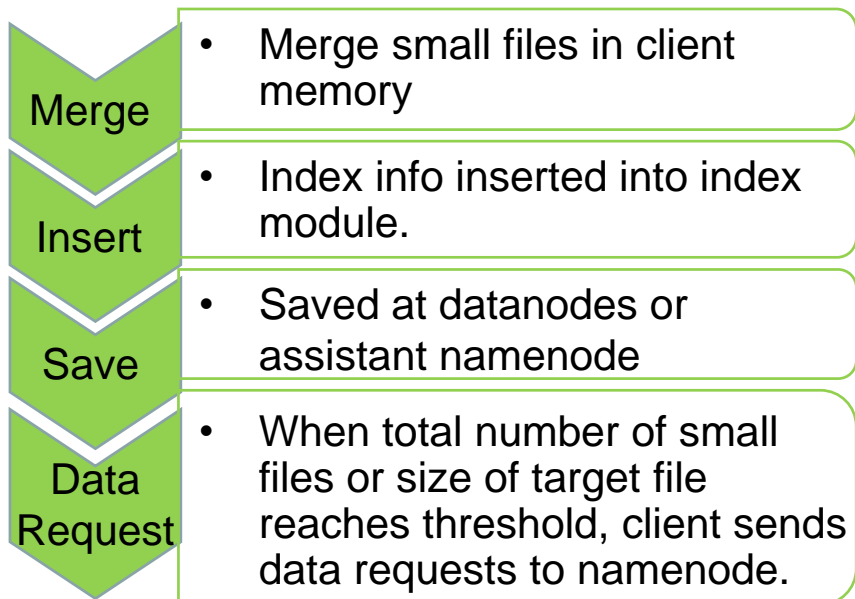 Merge
• Merge small files in client
memory
Insert
• Index info inserted into index
module.
Save
• Saved at datanodes or
assistant namenode
Data
Request
• When total number of small
files or size of target file
reaches threshold, client sends
data requests to namenode.